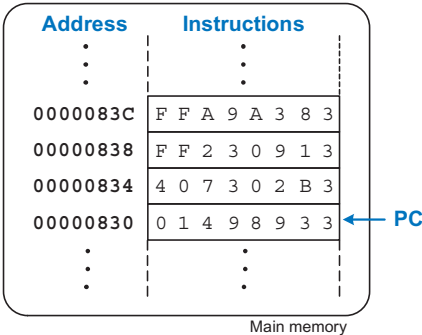 Address Instructions
0000083C F F A 9 A 3 8 3
00000838 F F 2 3 0 9 1 3
00000834 4 0 7 3 0 2 B 3
00000830 0 1 4 9 8 9 3 3 PC
Main memory